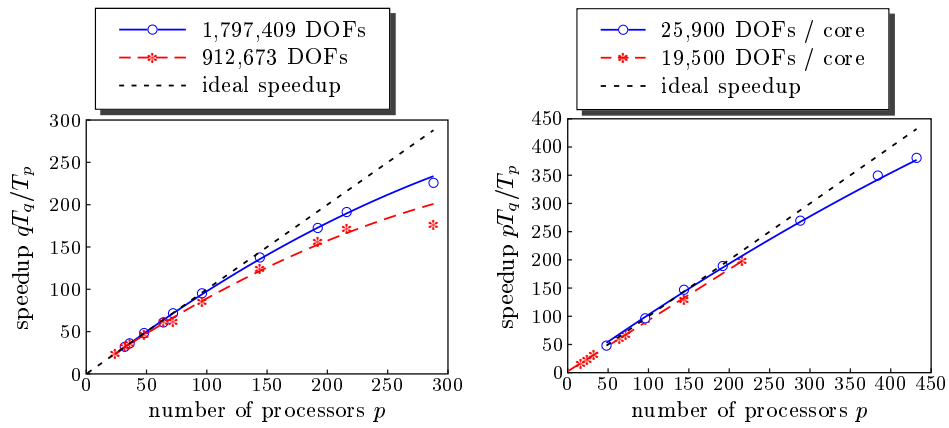 1,797,409 DOFs
912,673 DOFs
ideal speedup
300
250
200
150
100
50
0
0 50 100 150 200 250 300
speedup qT_q/T_p
number of processors p
25,900 DOFs / core
19,500 DOFs / core
ideal speedup
450
400
350
300
250
200
150
100
50
0
0 50 100 150 200 250 300 350 400 450
speedup pT_q/T_p
number of processors p